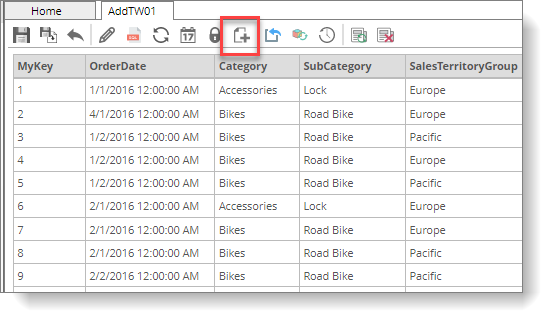 Home AddTW01
17
MyKey OrderDate Category SubCategory SalesTerritoryGroup
1 1/1/2016 12:00:00 AM Accessories Lock Europe
2 4/1/2016 12:00:00 AM Bikes Road Bike Europe
3 1/2/2016 12:00:00 AM Bikes Road Bike Pacific
4 1/2/2016 12:00:00 AM Bikes Road Bike Europe
5 1/2/2016 12:00:00 AM Bikes Road Bike Pacific
6 2/1/2016 12:00:00 AM Accessories Lock Europe
7 2/1/2016 12:00:00 AM Bikes Road Bike Europe
8 2/1/2016 12:00:00 AM Bikes Road Bike Pacific
9 2/2/2016 12:00:00 AM Bikes Road Bike Pacific